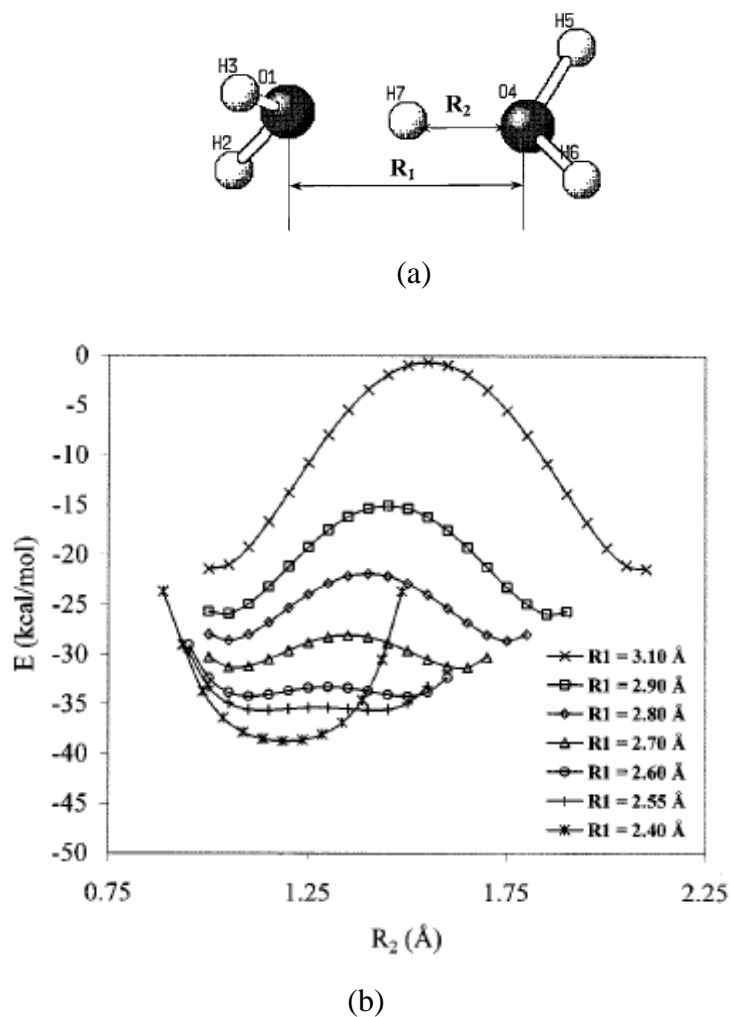 H5
H3
O1
H7
O4
R₂
H2
H6
R₁
(a)
0
-5
-10
-15
-20
-25
-30
-35
-40
-45
-50
E (kcal/mol)
R1 = 3.10 Å
R1 = 2.90 Å
R1 = 2.80 Å
R1 = 2.70 Å
R1 = 2.60 Å
R1 = 2.55 Å
R1 = 2.40 Å
0.75 1.25 1.75 2.25
R₂ (Å)
(b)